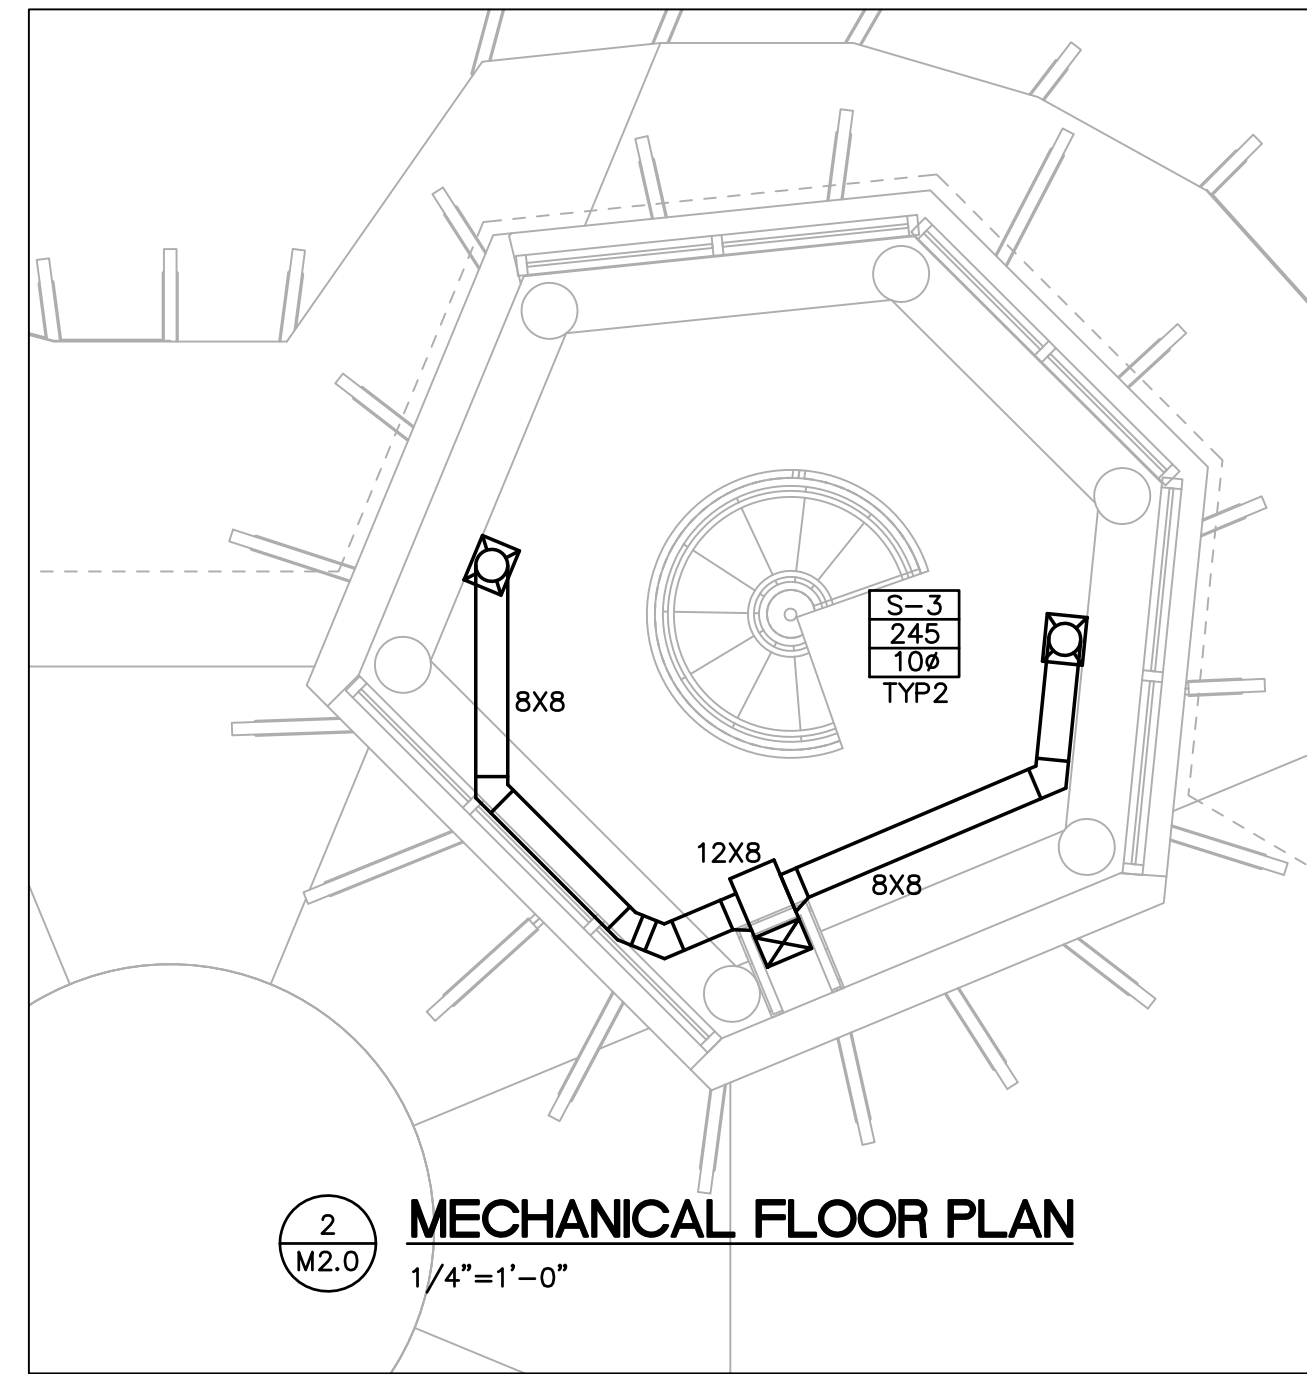 S-3
245
10ø
TYP2
8X8
12X8
8X8
2
M2.0
MECHANICAL FLOOR PLAN
1/4"=1'-0"